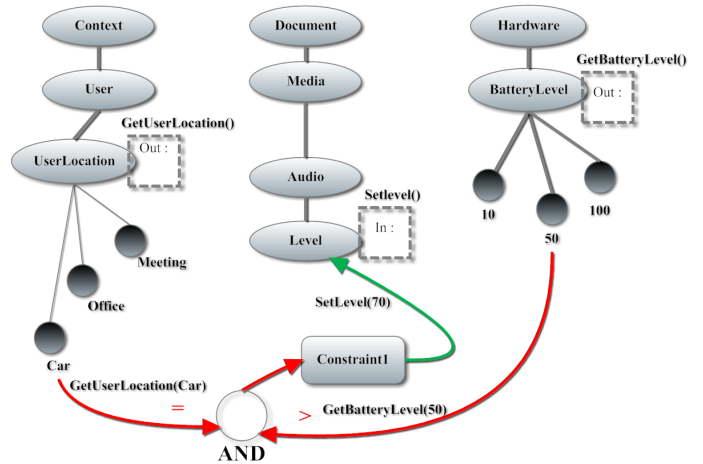 Context
Document
Hardware
GetBatteryLevel()
User
Media
BatteryLevel
Out :
GetUserLocation()
Out :
UserLocation
Audio
Setlevel()
10
50
100
In :
Level
Meeting
Office
SetLevel(70)
Car
Constraint1
GetUserLocation(Car)
=
> GetBatteryLevel(50)
AND